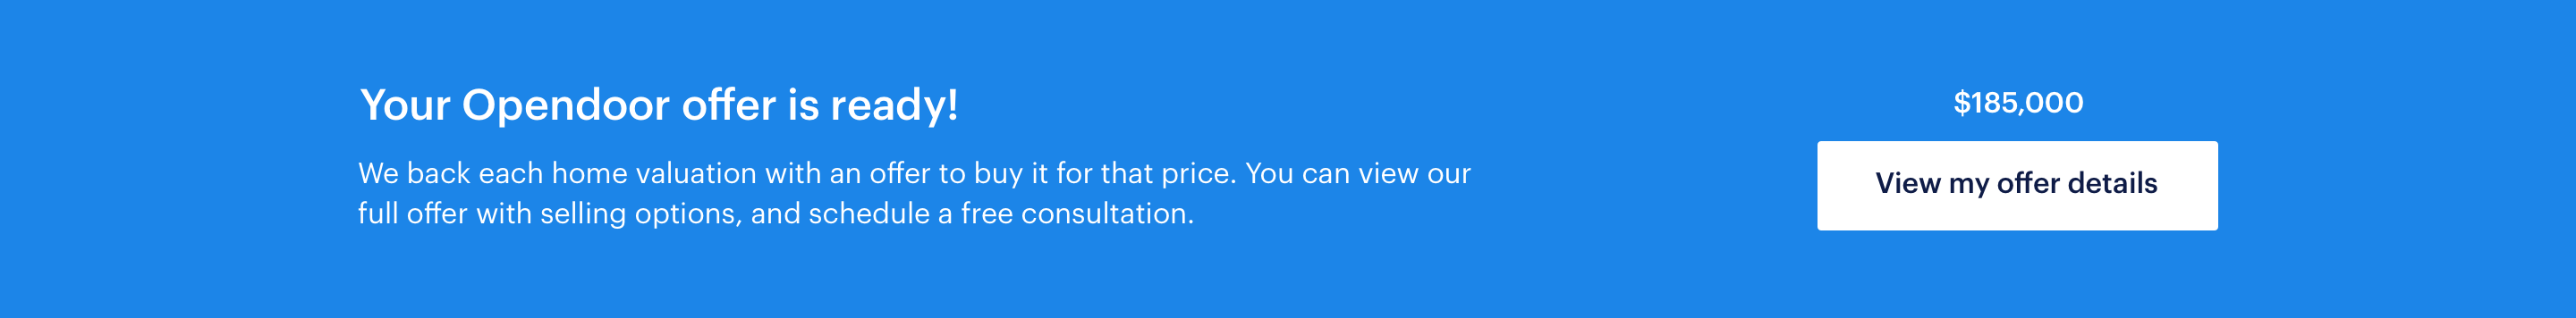 Your Opendoor offer is ready!
We back each home valuation with an offer to buy it for that price. You can view our
full offer with selling options, and schedule a free consultation.
$185,000
View my offer details